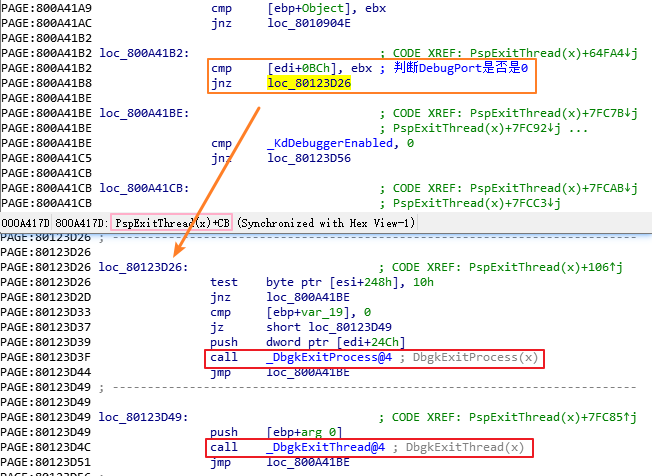 PAGE:800A41A9 cmp [ebp+Object], ebx
PAGE:800A41AC jnz loc_8010904E
PAGE:800A41B2
PAGE:800A41B2 loc_800A41B2: ; CODE XREF: PspExitThread(x)+64FA4↓j
PAGE:800A41B2 cmp [edi+0BCh], ebx ; 判断DebugPort是否是0
PAGE:800A41B8 jnz loc_80123D26
PAGE:800A41BE
PAGE:800A41BE loc_800A41BE: ; CODE XREF: PspExitThread(x)+7FC7B↓j
PAGE:800A41BE ; PspExitThread(x)+7FC92↓j ...
PAGE:800A41BE cmp _KdDebuggerEnabled, 0
PAGE:800A41C5 jnz loc_80123D56
PAGE:800A41CB
PAGE:800A41CB loc_800A41CB: ; CODE XREF: PspExitThread(x)+7FCAB↓j
PAGE:800A41CB ; PspExitThread(x)+7FCC3↓j
000A417D 800A417D: PspExitThread(x)+CB (Synchronized with Hex View-1)
PAGE:80123D26 ; ---------------------------------------------------------------------------
PAGE:80123D26
PAGE:80123D26 loc_80123D26: ; CODE XREF: PspExitThread(x)+106↑j
PAGE:80123D26 test byte ptr [esi+248h], 10h
PAGE:80123D2D jnz loc_800A41BE
PAGE:80123D33 cmp [ebp+var_19], 0
PAGE:80123D37 jz short loc_80123D49
PAGE:80123D39 push dword ptr [edi+24Ch]
PAGE:80123D3F call _DbgkExitProcess@4 ; DbgkExitProcess(x)
PAGE:80123D44 jmp loc_800A41BE
PAGE:80123D49 ; ---------------------------------------------------------------------------
PAGE:80123D49
PAGE:80123D49 loc_80123D49: ; CODE XREF: PspExitThread(x)+7FC85↑j
PAGE:80123D49 push [ebp+arg_0]
PAGE:80123D4C call _DbgkExitThread@4 ; DbgkExitThread(x)
PAGE:80123D51 jmp loc_800A41BE
PAGE:80123D56 ;